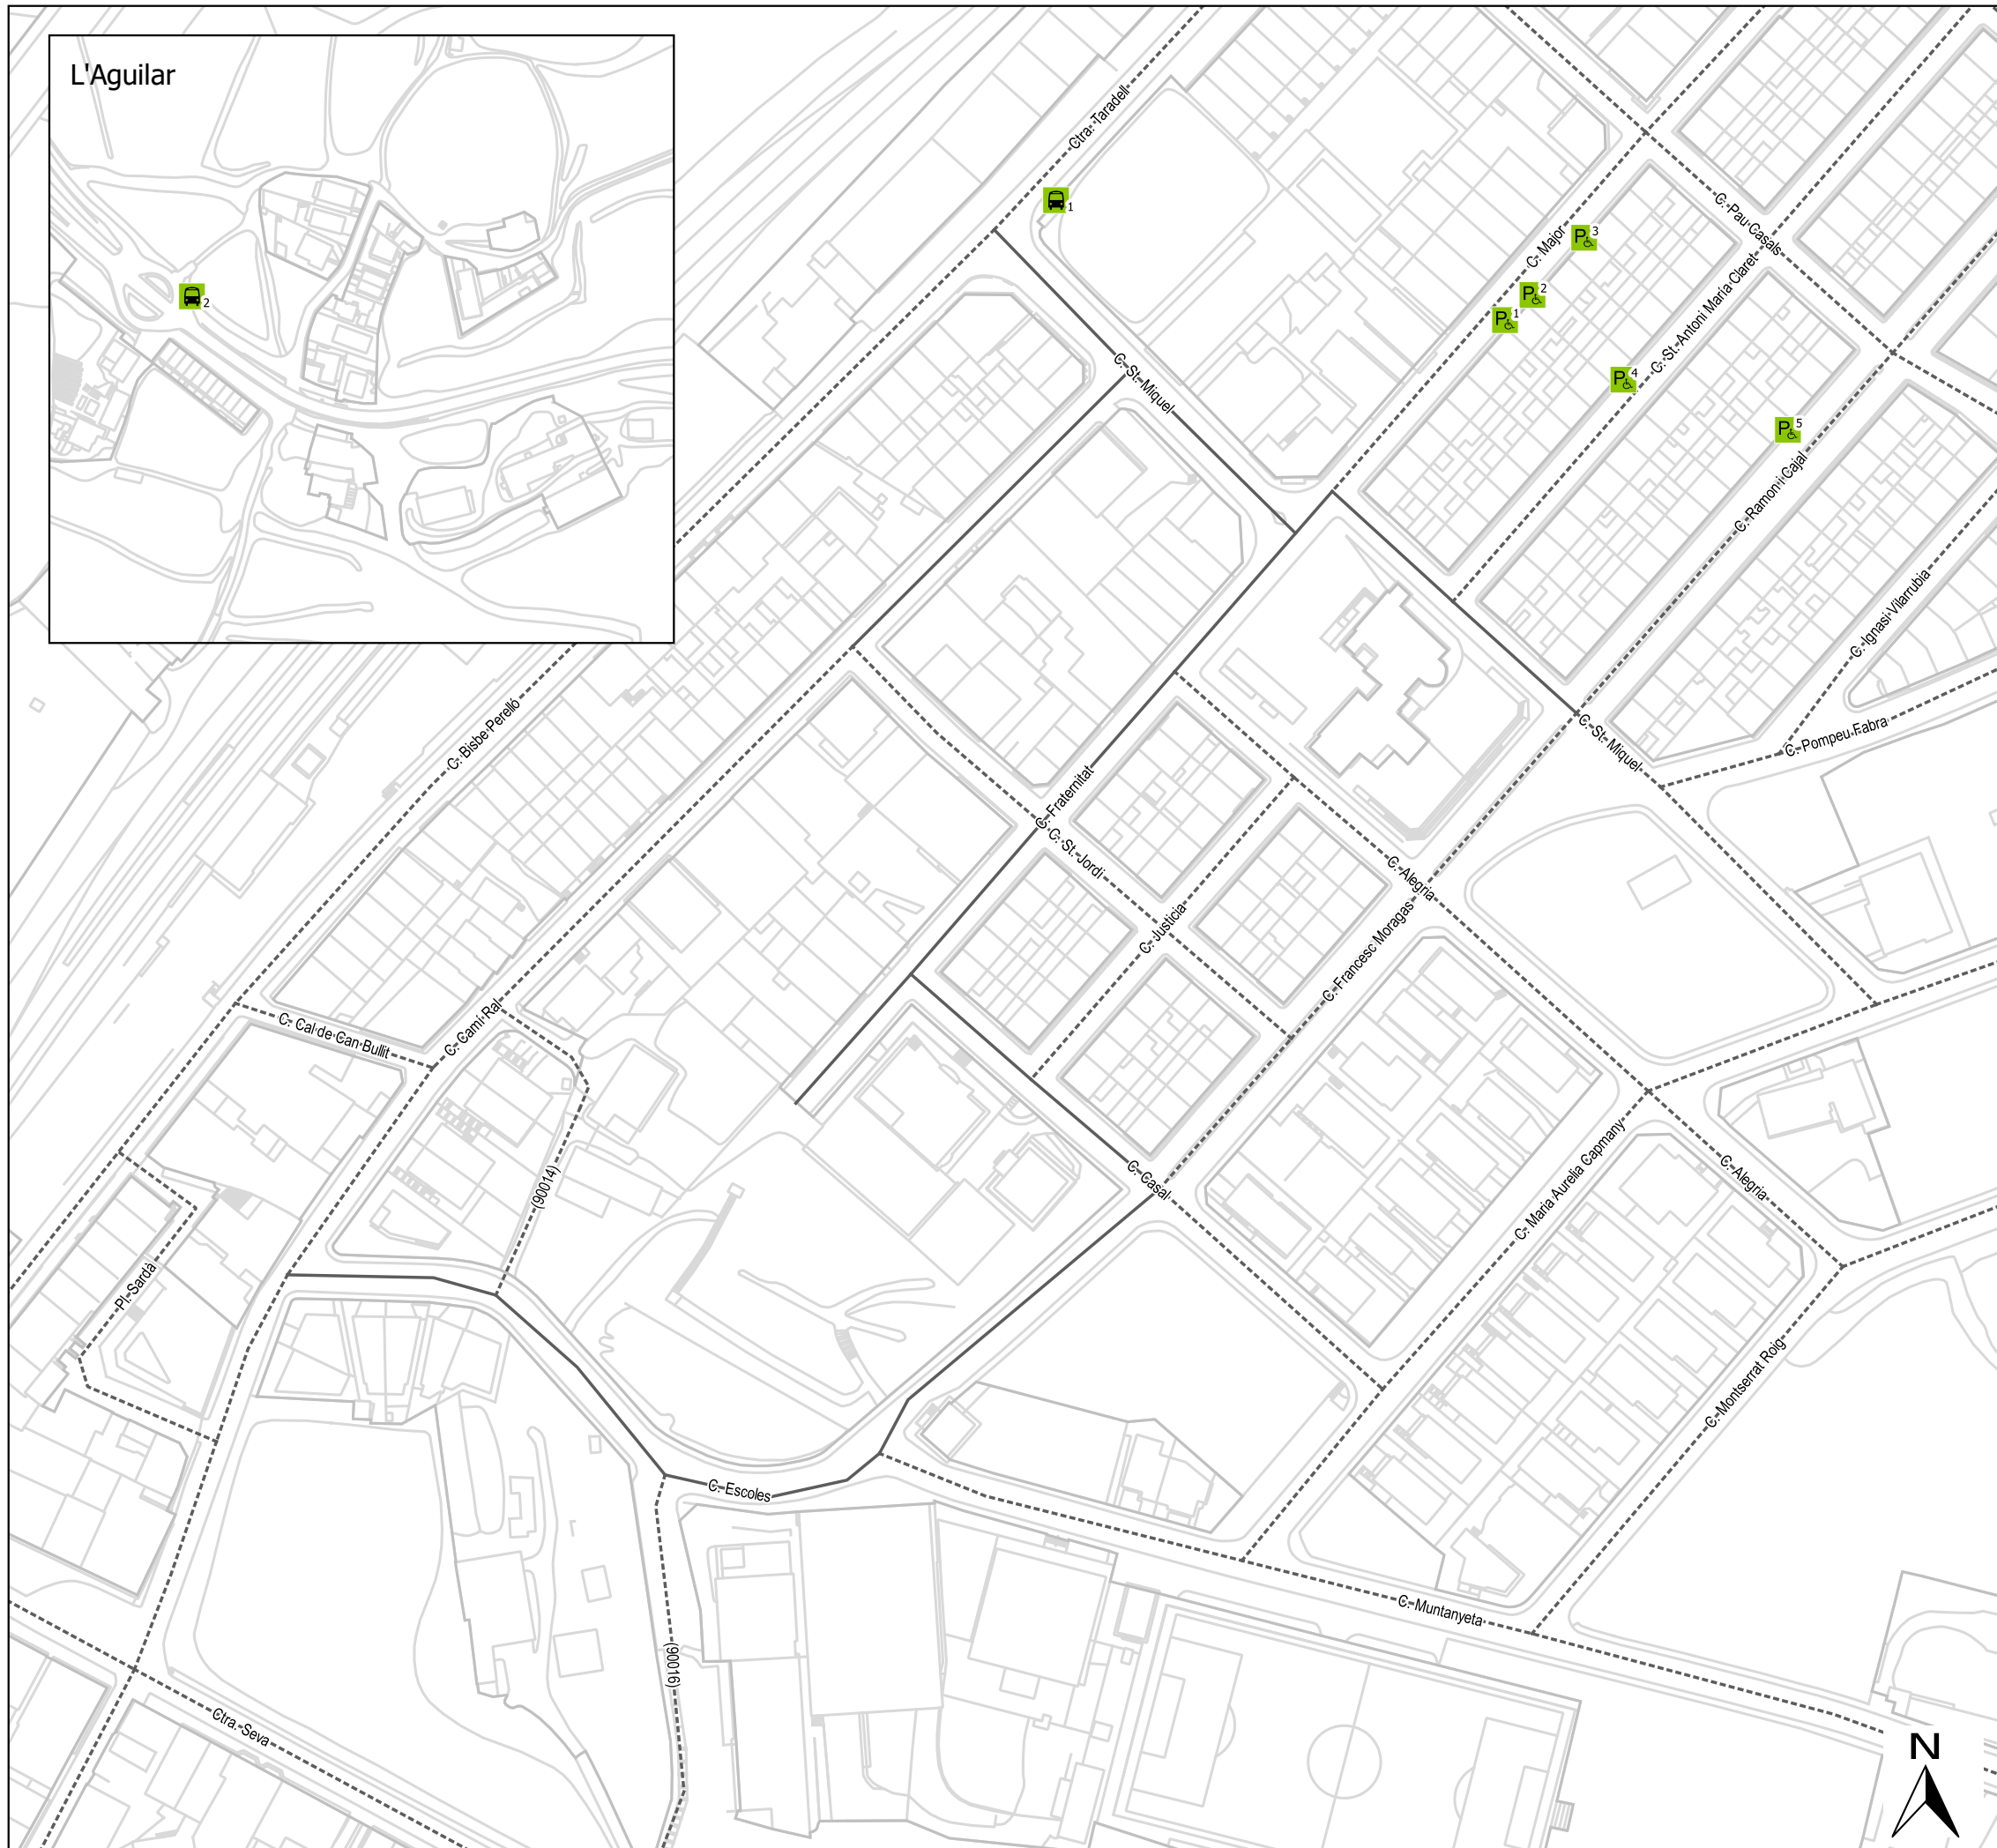 L'Aguilar
2
Ctra. Taradell
1
C. Pau Casals
C. Major
P 3
P 2
P 1
C. St. Antoni Maria Claret
P 4
P 5
C. St. Miquel
C. Ramon i Cajal
C. Ignasi Vilarrubia
C. Bisbe Perelló
C. St. Miquel
C. Pompeu Fabra
C. Fraternitat
C. C. St. Jordi
C. Alegria
C. Justicia
C. Francesc Moragas
C. Cal de Can Bullit
C. Camí Ral
(90014)
C. Casal
C. Maria Aurelia Capmany
C. Alegria
Pl. Sardà
C. Montserrat Roig
C. Escoles
C. Muntanyeta
(90016)
Ctra. Seva
N